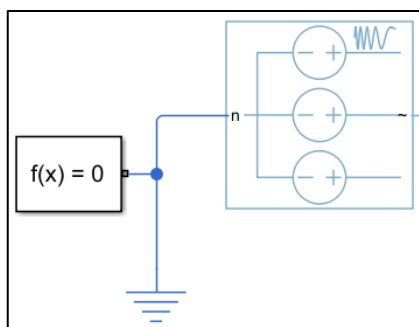 − +
n − + ~
f(x) = 0
− +